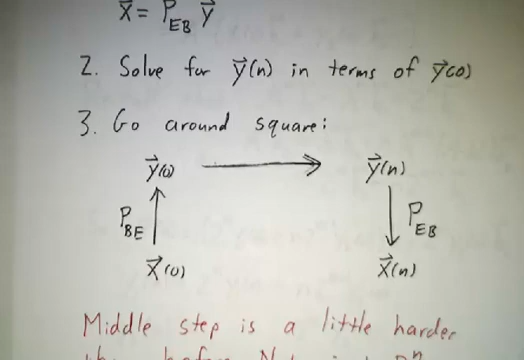 x⃗ = P_EB y⃗
2. Solve for y⃗(n) in terms of y⃗(0)
3. Go around square:
y⃗(0) → y⃗(n)
P_BE ↑ ↓ P_EB
x⃗(0) x⃗(n)
Middle step is a little harder